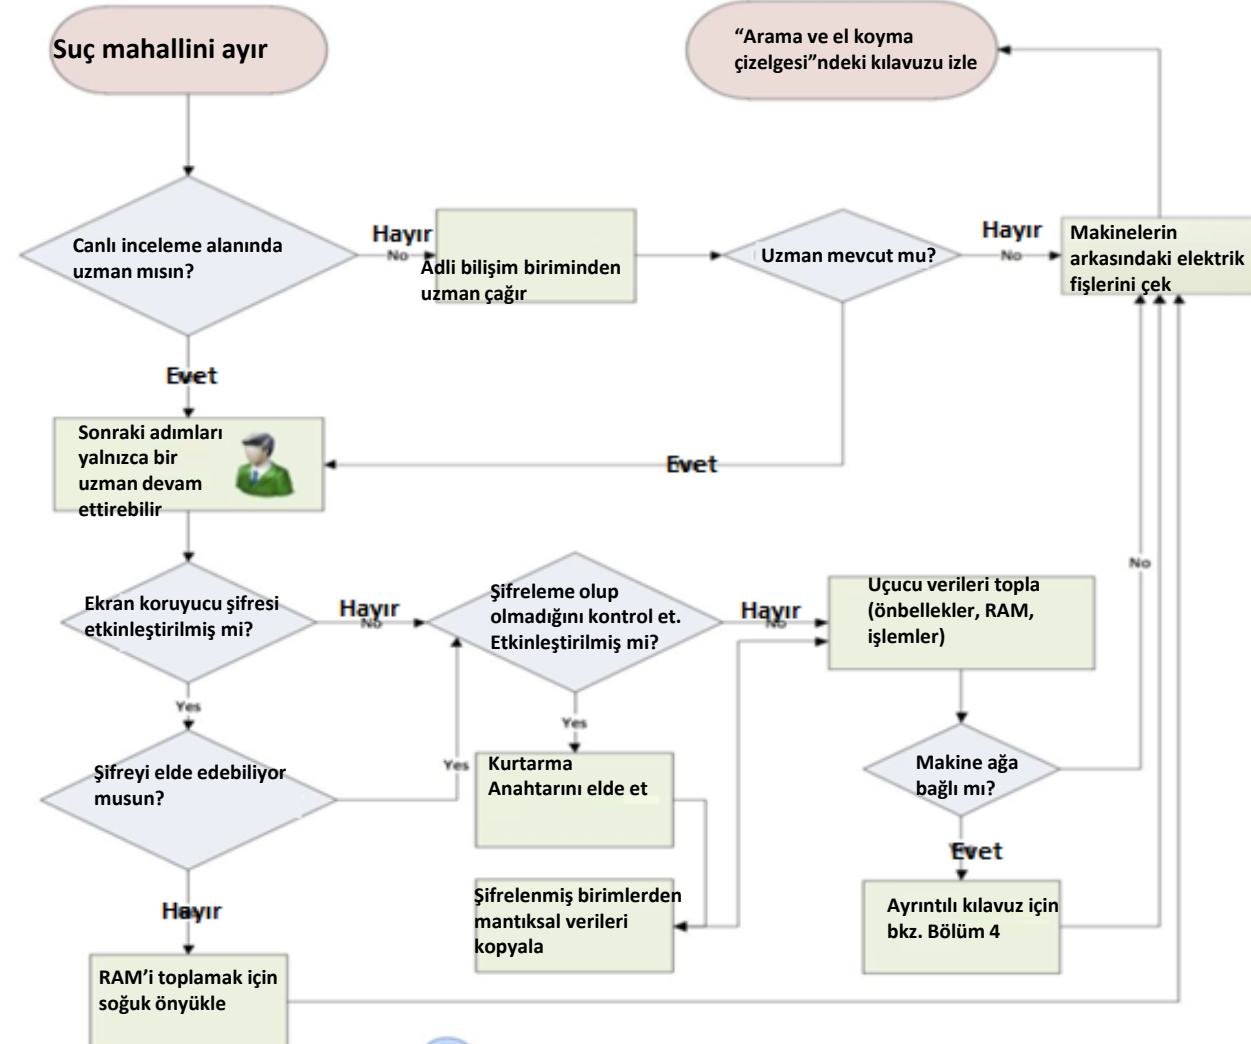 Suç mahallini ayır
“Arama ve el koyma
çizelgesi”ndeki kılavuzu izle
Canlı inceleme alanında
uzman mısın?
Hayır
No
Adli bilişim biriminden
uzman çağır
Uzman mevcut mu?
Hayır
No
Makinelerin
arkasındaki elektrik
fişlerini çek
Evet
Sonraki adımları
yalnızca bir
uzman devam
ettirebilir
Evet
Ekran koruyucu şifresi
etkinleştirilmiş mi?
Hayır
No
Şifreleme olup
olmadığını kontrol et.
Etkinleştirilmiş mi?
Hayır
No
Uçucu verileri topla
(önbellekler, RAM,
işlemler)
No
Yes
Yes
Şifreyi elde edebiliyor
musun?
Yes
Kurtarma
Anahtarını elde et
Makine ağa
bağlı mı?
Evet
Hayır
Şifrelenmiş birimlerden
mantıksal verileri
kopyala
Ayrıntılı kılavuz için
bkz. Bölüm 4
RAM’i toplamak için
soğuk önyükle